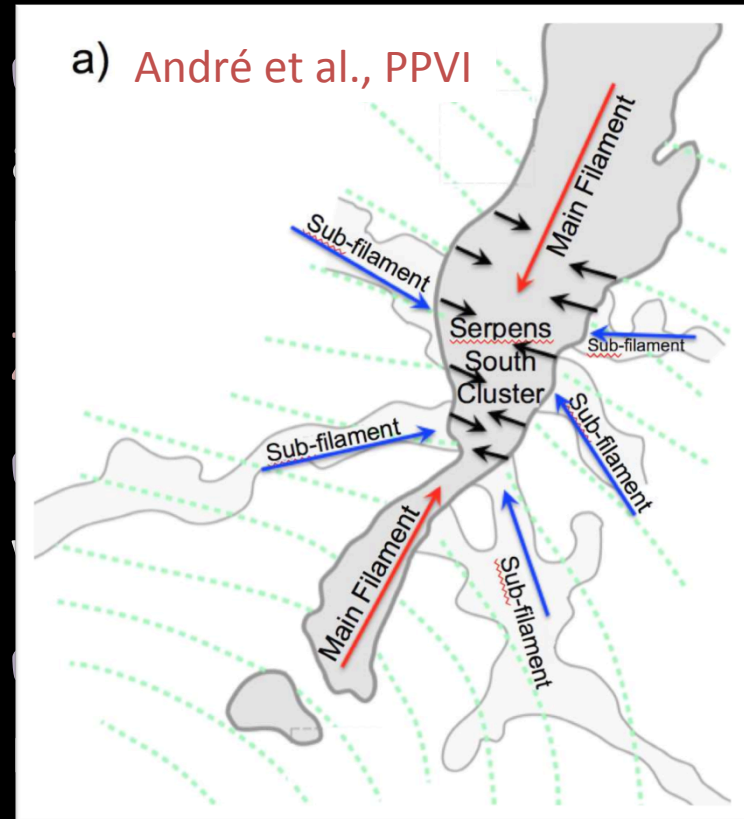 a) André et al., PPVI
Main Filament
Sub-filament
Serpens
South
Cluster
Sub-filament
Sub-filament
Sub-filament
Main Filament
Sub-filament